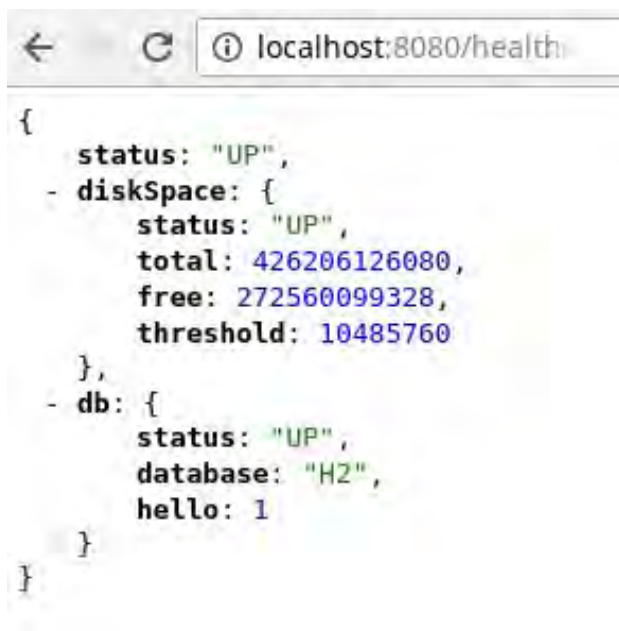 localhost:8080/health
{
status: "UP",
- diskSpace: {
status: "UP",
total: 426206126080,
free: 272560099328,
threshold: 10485760
},
- db: {
status: "UP",
database: "H2",
hello: 1
}
}